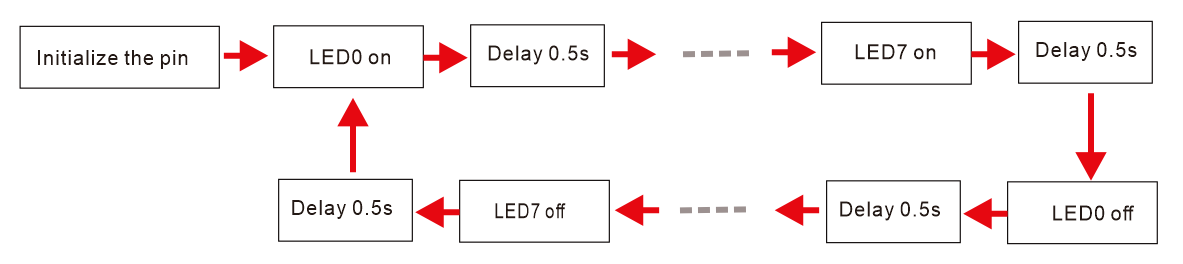 Initialize the pin
LED0 on
Delay 0.5s
LED7 on
Delay 0.5s
LED0 off
Delay 0.5s
LED7 off
Delay 0.5s